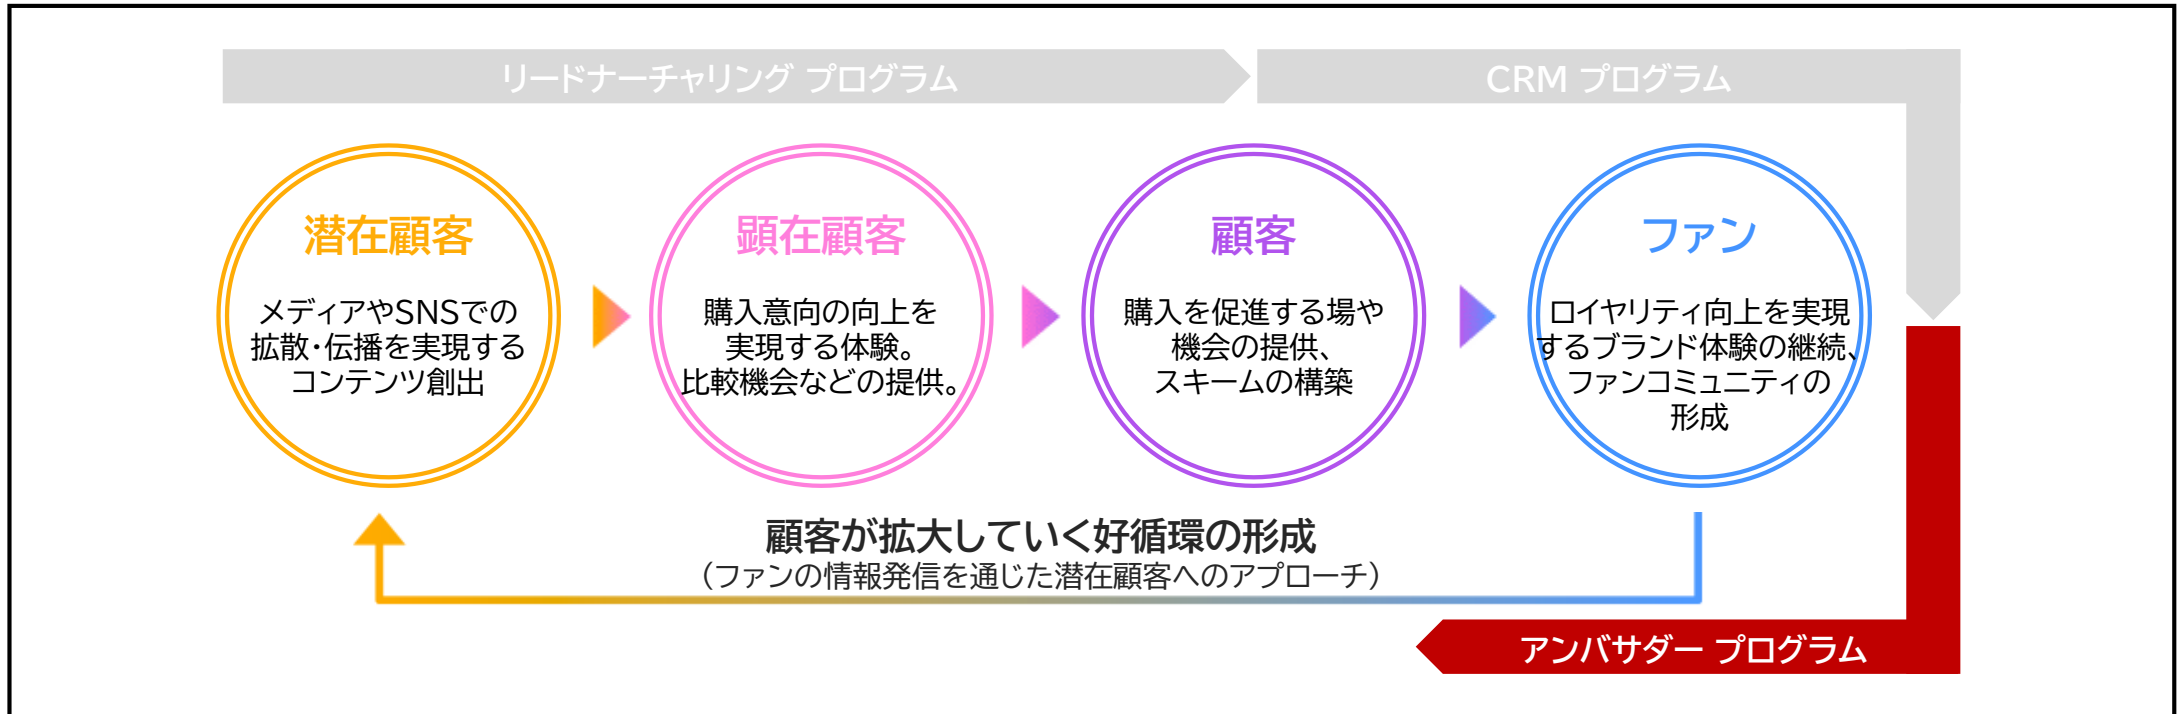 リードナーチャリング プログラム
CRM プログラム
潜在顧客
メディアやSNSでの
拡散・伝播を実現する
コンテンツ創出
顕在顧客
購入意向の向上を
実現する体験。
比較機会などの提供。
顧客
購入を促進する場や
機会の提供、
スキームの構築
ファン
ロイヤリティ向上を実現
するブランド体験の継続、
ファンコミュニティの
形成
顧客が拡大していく好循環の形成
（ファンの情報発信を通じた潜在顧客へのアプローチ）
アンバサダー プログラム